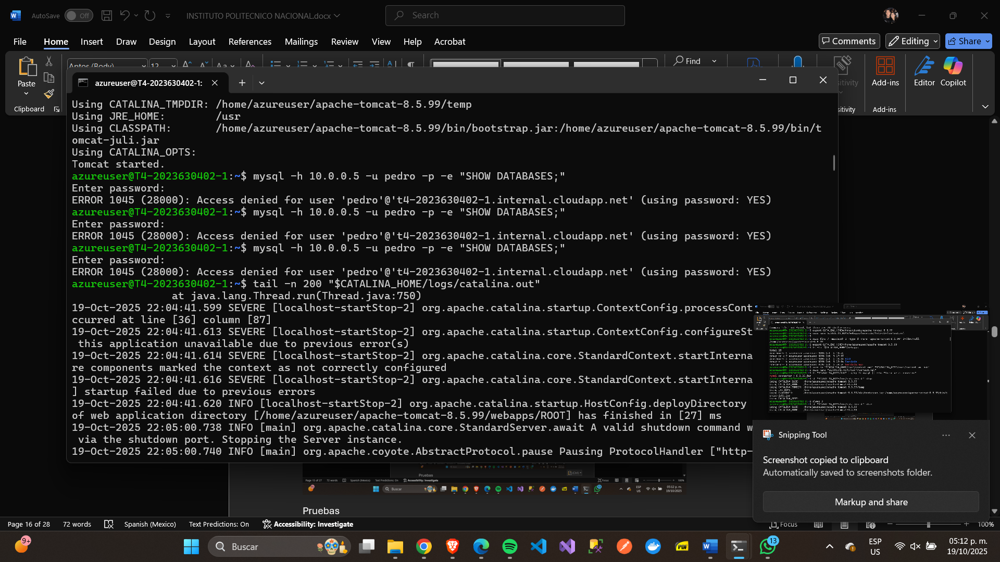 AutoSave Off INSTITUTO POLITECNICO NACIONAL.docx Search
File Home Insert Draw Design Layout References Mailings Review View Help Acrobat Comments Editing Share
Paste
Clipboard
12
Find
Add-ins
Add-ins
Editor
Copilot
azureuser@T4-2023630402-1:
Using CATALINA_TMPDIR: /home/azureuser/apache-tomcat-8.5.99/temp
Using JRE_HOME:        /usr
Using CLASSPATH:       /home/azureuser/apache-tomcat-8.5.99/bin/bootstrap.jar:/home/azureuser/apache-tomcat-8.5.99/bin/t
omcat-juli.jar
Using CATALINA_OPTS:
Tomcat started.
azureuser@T4-2023630402-1:~$ mysql -h 10.0.0.5 -u pedro -p -e "SHOW DATABASES;"
Enter password:
ERROR 1045 (28000): Access denied for user 'pedro'@'t4-2023630402-1.internal.cloudapp.net' (using password: YES)
azureuser@T4-2023630402-1:~$ mysql -h 10.0.0.5 -u pedro -p -e "SHOW DATABASES;"
Enter password:
ERROR 1045 (28000): Access denied for user 'pedro'@'t4-2023630402-1.internal.cloudapp.net' (using password: YES)
azureuser@T4-2023630402-1:~$ mysql -h 10.0.0.5 -u pedro -p -e "SHOW DATABASES;"
Enter password:
ERROR 1045 (28000): Access denied for user 'pedro'@'t4-2023630402-1.internal.cloudapp.net' (using password: YES)
azureuser@T4-2023630402-1:~$ tail -n 200 "$CATALINA_HOME/logs/catalina.out"
at java.lang.Thread.run(Thread.java:750)
19-Oct-2025 22:04:41.599 SEVERE [localhost-startStop-2] org.apache.catalina.startup.ContextConfig.processCont
ccurred at line [36] column [87]
19-Oct-2025 22:04:41.613 SEVERE [localhost-startStop-2] org.apache.catalina.startup.ContextConfig.configureSt
this application unavailable due to previous error(s)
19-Oct-2025 22:04:41.614 SEVERE [localhost-startStop-2] org.apache.catalina.core.StandardContext.startInterna
re components marked the context as not correctly configured
19-Oct-2025 22:04:41.616 SEVERE [localhost-startStop-2] org.apache.catalina.core.StandardContext.startInterna
] startup failed due to previous errors
19-Oct-2025 22:04:41.620 INFO [localhost-startStop-2] org.apache.catalina.startup.HostConfig.deployDirectory
of web application directory [/home/azureuser/apache-tomcat-8.5.99/webapps/ROOT] has finished in [27] ms
19-Oct-2025 22:05:00.738 INFO [main] org.apache.catalina.core.StandardServer.await A valid shutdown command w
via the shutdown port. Stopping the Server instance.
19-Oct-2025 22:05:00.740 INFO [main] org.apache.coyote.AbstractProtocol.pause Pausing ProtocolHandler ["http-
Snipping Tool
Screenshot copied to clipboard
Automatically saved to screenshots folder.
Markup and share
Pruebas
Pruebas
Page 16 of 28 72 words Spanish (Mexico) Text Predictions: On Accessibility: Investigate Focus 100%
9+
Buscar
13
ESP
US
05:12 p. m.
19/10/2025